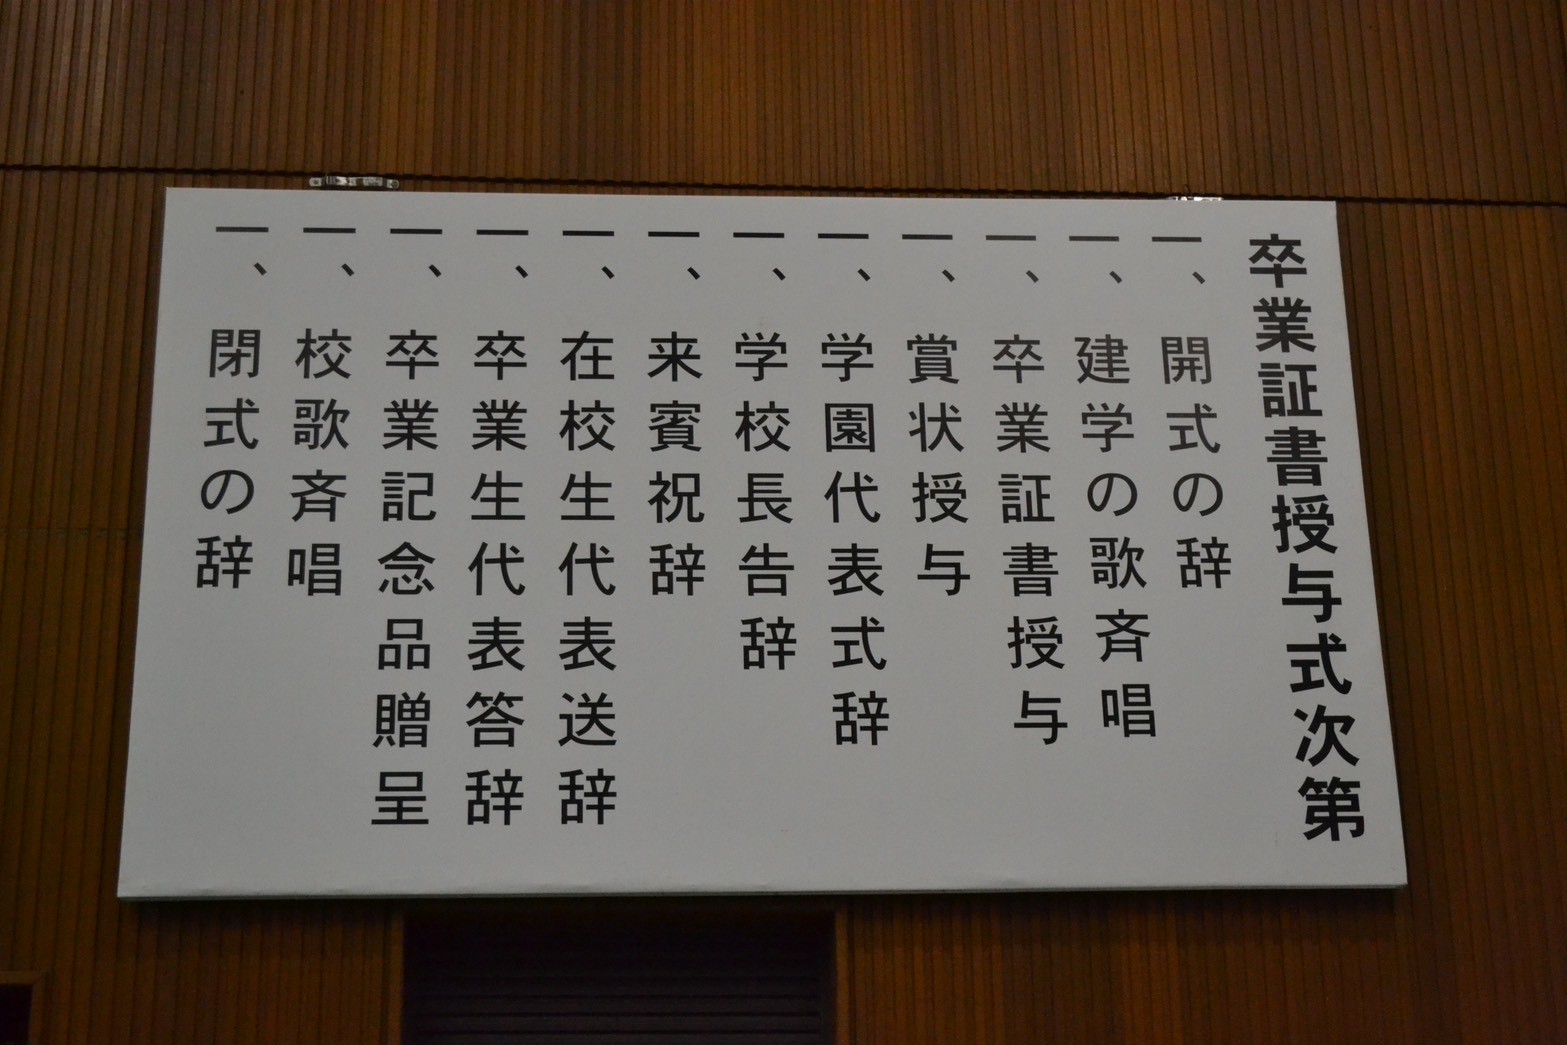 卒業証書授与式次第
一、開式の辞
一、建学の歌斉唱
一、卒業証書授与
一、賞状授与
一、学園代表式辞
一、学校長告辞
一、来賓祝辞
一、在校生代表送辞
一、卒業生代表答辞
一、卒業記念品贈呈
一、校歌斉唱
一、閉式の辞